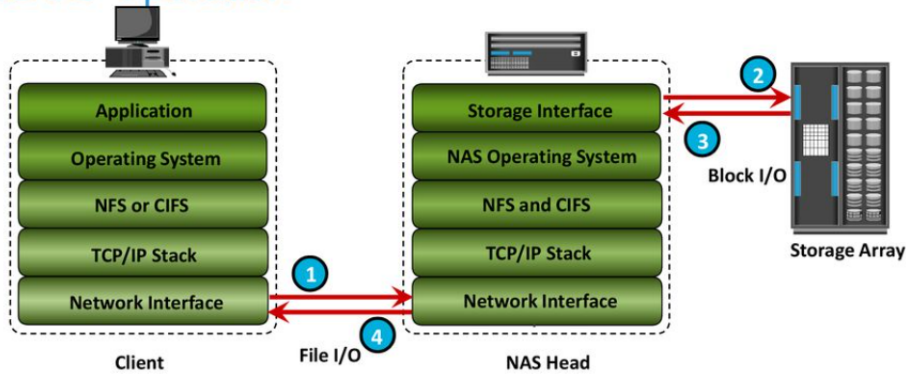 Application
Operating System
NFS or CIFS
TCP/IP Stack
Network Interface
Client
1
4
File I/O
Storage Interface
NAS Operating System
NFS and CIFS
TCP/IP Stack
Network Interface
NAS Head
2
3
Block I/O
Storage Array